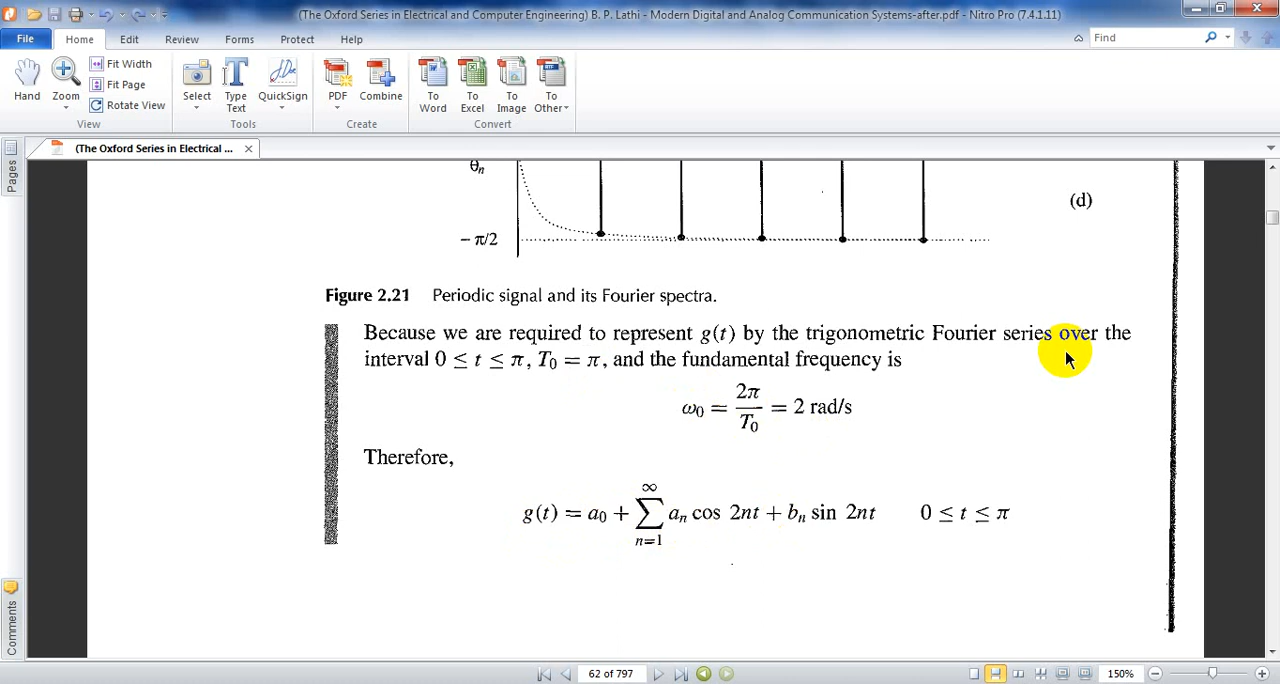 (The Oxford Series in Electrical and Computer Engineering) B. P. Lathi - Modern Digital and Analog Communication Systems-after.pdf - Nitro Pro (7.4.1.11)
File Home Edit Review Forms Protect Help Find
Hand
Zoom
Fit Width
Fit Page
Rotate View
View
Select
Type Text
QuickSign
Tools
PDF
Combine
Create
To Word
To Excel
To Image
To Other
Convert
(The Oxford Series in Electrical ...
Pages
Comments
θn
− π/2
(d)
Figure 2.21 Periodic signal and its Fourier spectra.
Because we are required to represent g(t) by the trigonometric Fourier series over the
interval 0 ≤ t ≤ π, T0 = π, and the fundamental frequency is
ω0 = 2π/T0 = 2 rad/s
Therefore,
g(t) = a0 + ∑n=1∞ an cos 2nt + bn sin 2nt 0 ≤ t ≤ π
62 of 797
150%